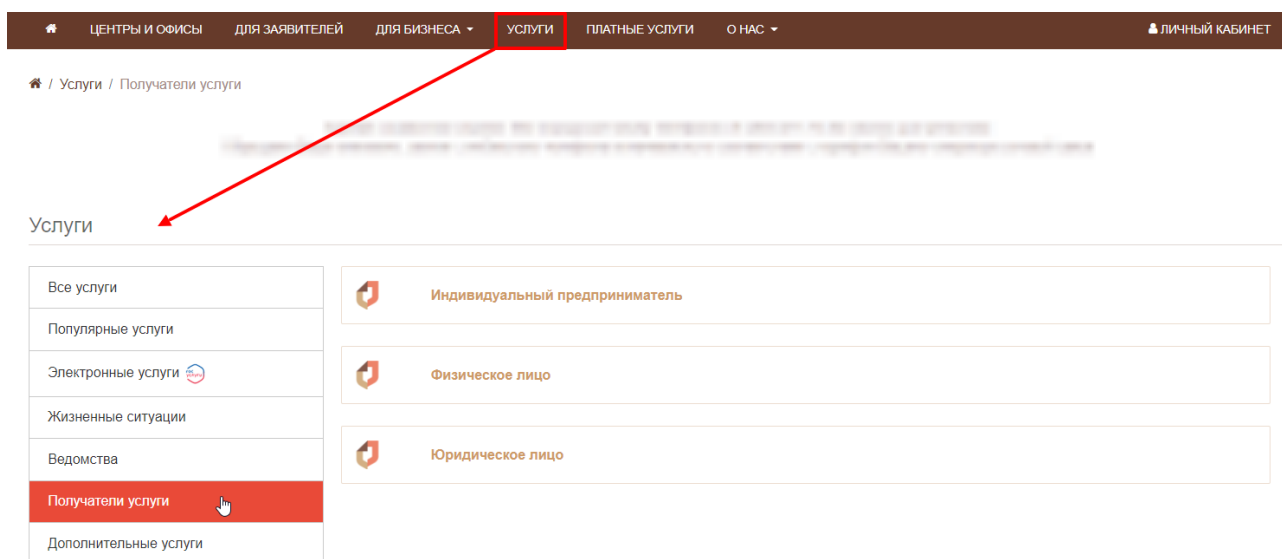 ЦЕНТРЫ И ОФИСЫ ДЛЯ ЗАЯВИТЕЛЕЙ ДЛЯ БИЗНЕСА УСЛУГИ ПЛАТНЫЕ УСЛУГИ О НАС ЛИЧНЫЙ КАБИНЕТ
/ Услуги / Получатели услуги
Услуги
Все услуги
Популярные услуги
Электронные услуги
Жизненные ситуации
Ведомства
Получатели услуги
Дополнительные услуги
Индивидуальный предприниматель
Физическое лицо
Юридическое лицо